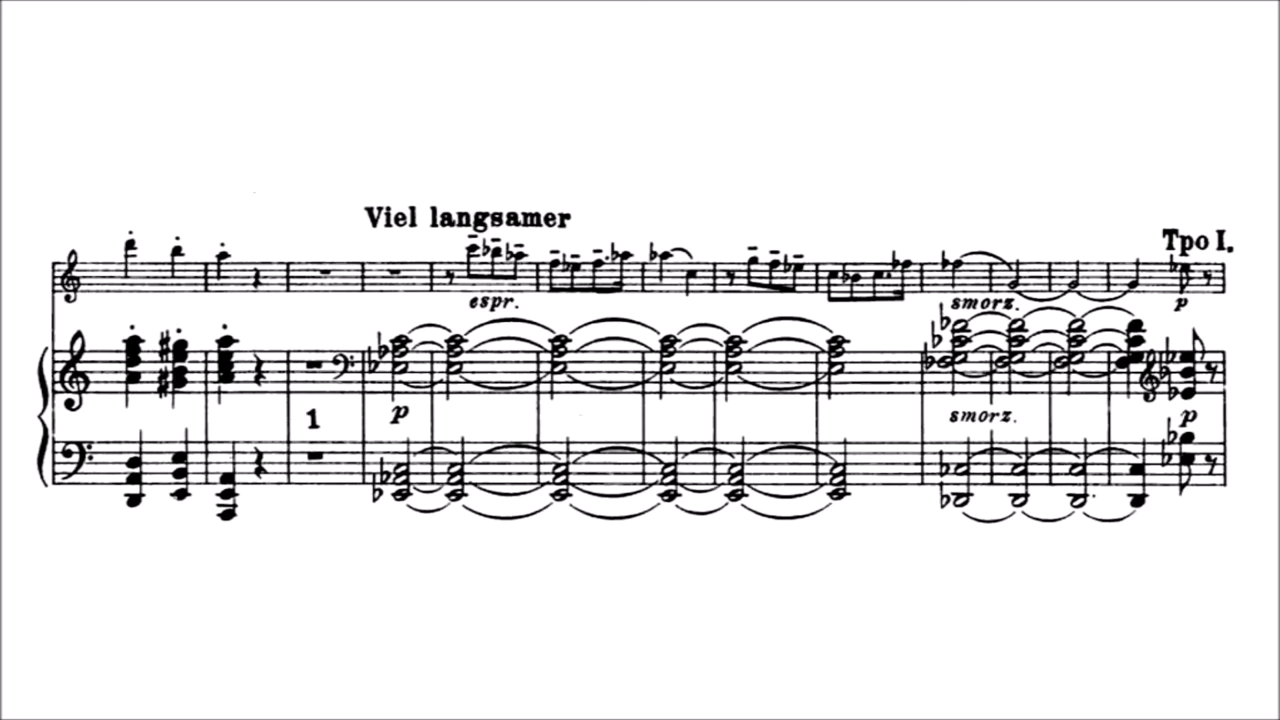 Viel langsamer
Tpo I.
espr.
smorz.
p
1
p
smorz.
p